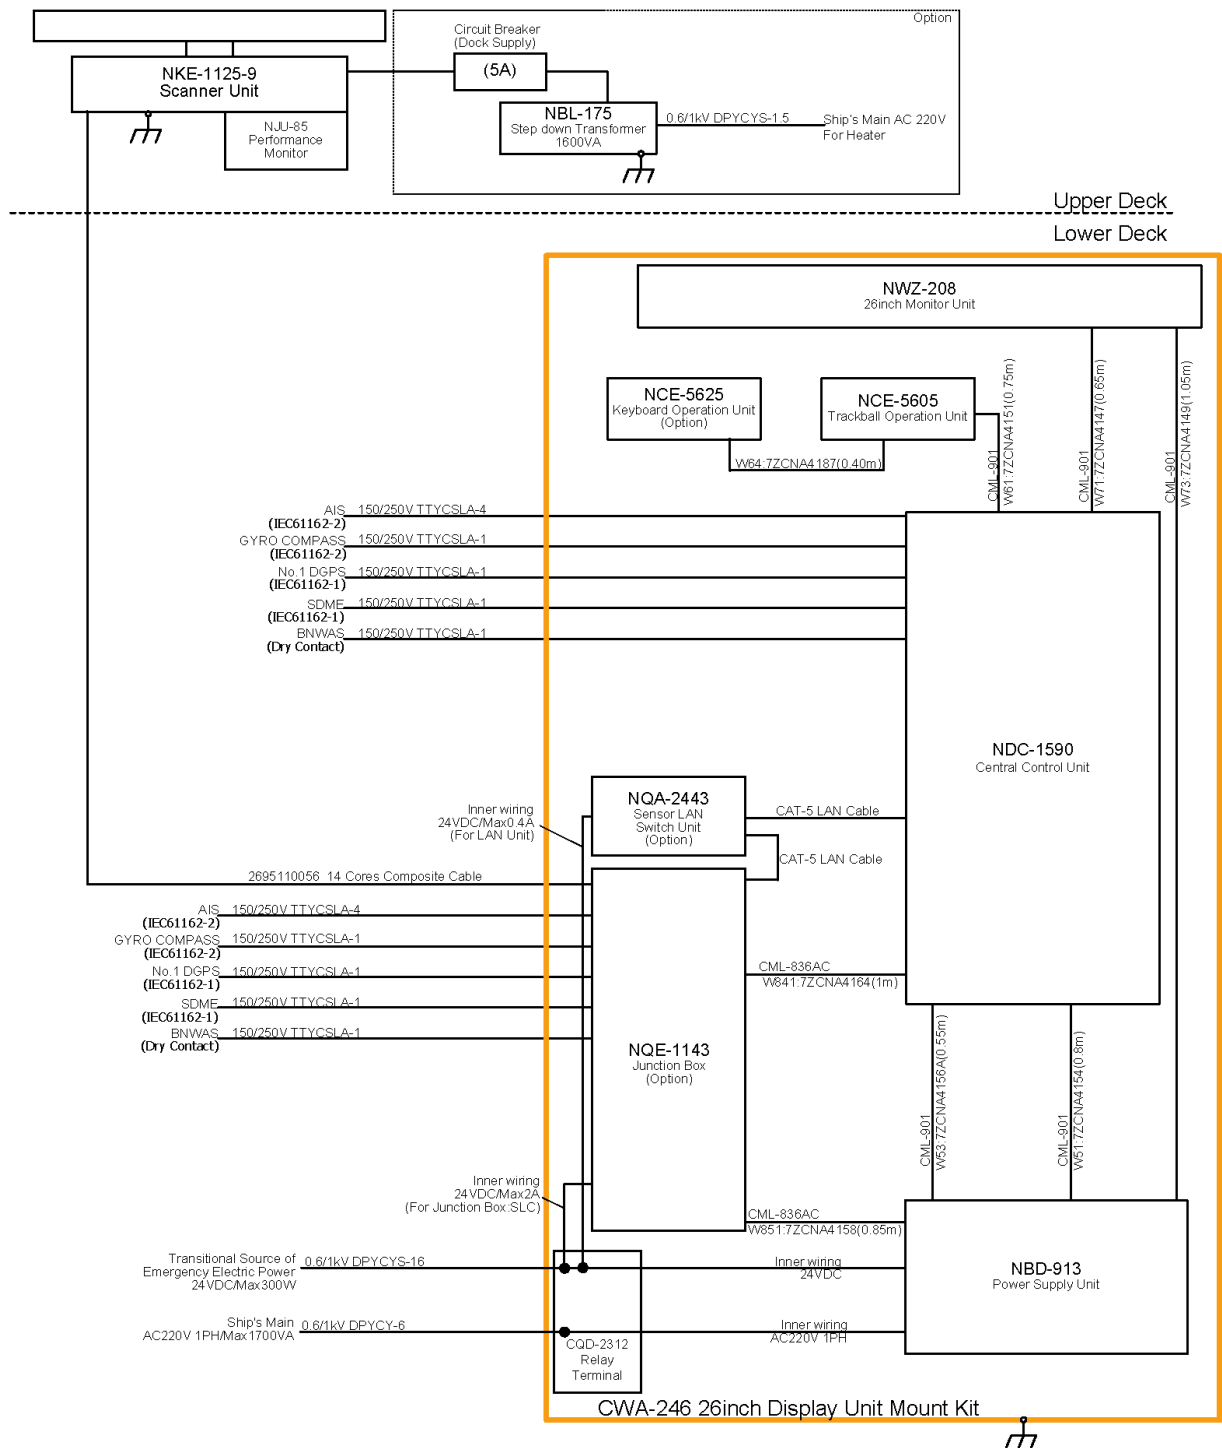 Option
Circuit Breaker
(Dock Supply)
(5A)
NKE-1125-9
Scanner Unit
NJU-85
Performance
Monitor
NBL-175
Step down Transformer
1600VA
0.6/1kV DPYCYS-1.5
Ship's Main AC 220V
For Heater
Upper Deck
Lower Deck
NWZ-208
26inch Monitor Unit
NCE-5625
Keyboard Operation Unit
(Option)
NCE-5605
Trackball Operation Unit
W64:7ZCNA4187(0.40m)
CML-901
W61:7ZCNA4151(0.75m)
CML-901
W71:7ZCNA4147(0.65m)
CML-901
W73:7ZCNA4149(1.05m)
AIS 150/250V TTYCSLA-4
(IEC61162-2)
GYRO COMPASS 150/250V TTYCSLA-1
(IEC61162-2)
No.1 DGPS 150/250V TTYCSLA-1
(IEC61162-1)
SDME 150/250V TTYCSLA-1
(IEC61162-1)
BNWAS 150/250V TTYCSLA-1
(Dry Contact)
NDC-1590
Central Control Unit
NQA-2443
Sensor LAN
Switch Unit
(Option)
CAT-5 LAN Cable
CAT-5 LAN Cable
Inner wiring
24VDC/Max0.4A
(For LAN Unit)
2695110056 14 Cores Composite Cable
AIS 150/250V TTYCSLA-4
(IEC61162-2)
GYRO COMPASS 150/250V TTYCSLA-1
(IEC61162-2)
No.1 DGPS 150/250V TTYCSLA-1
(IEC61162-1)
SDME 150/250V TTYCSLA-1
(IEC61162-1)
BNWAS 150/250V TTYCSLA-1
(Dry Contact)
CML-836AC
W841:7ZCNA4164(1m)
NQE-1143
Junction Box
(Option)
CML-901
W53:7ZCNA4156A(0.55m)
CML-901
W51:7ZCNA4154(0.8m)
Inner wiring
24VDC/Max2A
(For Junction Box:SLC)
CML-836AC
W851:7ZCNA4158(0.85m)
Transitional Source of
Emergency Electric Power
24VDC/Max300W
0.6/1kV DPYCYS-16
Inner wiring
24VDC
NBD-913
Power Supply Unit
Ship's Main
AC220V 1PH/Max1700VA
0.6/1kV DPYCY-6
Inner wiring
AC220V 1PH
CQD-2312
Relay
Terminal
CWA-246 26inch Display Unit Mount Kit